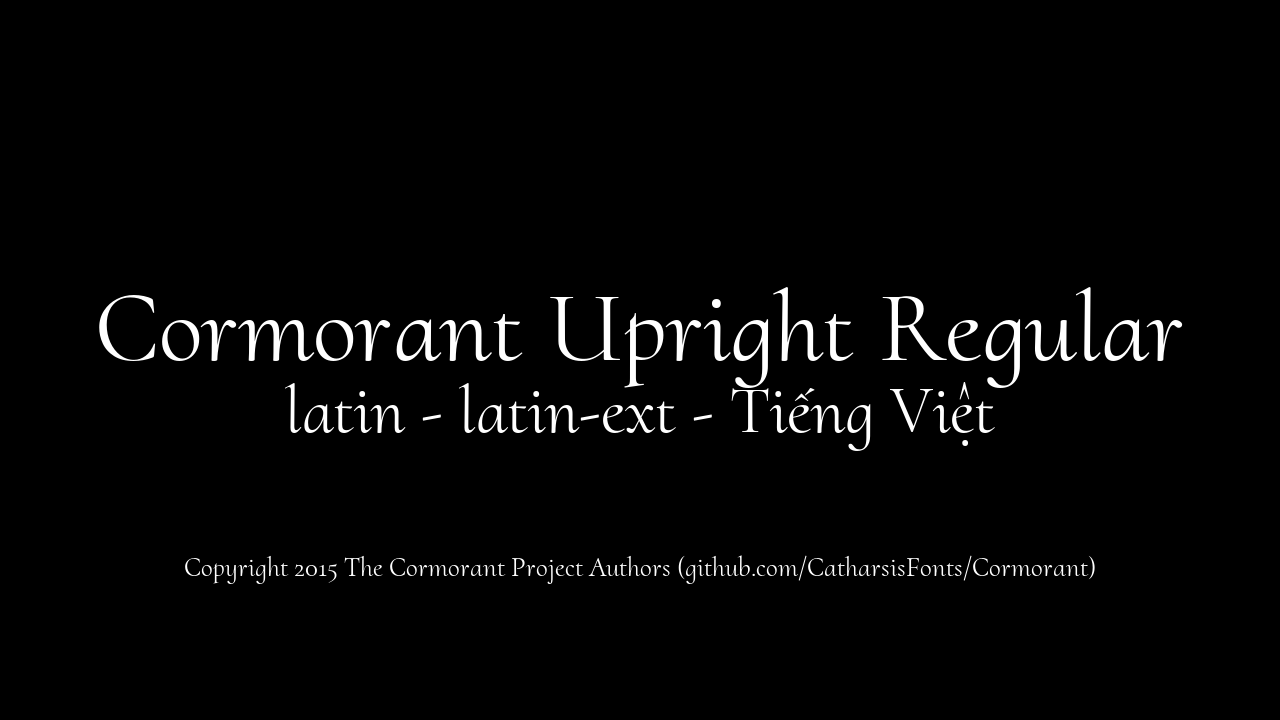 Cormorant Upright Regular
latin - latin-ext - Tiếng Việt
Copyright 2015 The Cormorant Project Authors (github.com/CatharsisFonts/Cormorant)